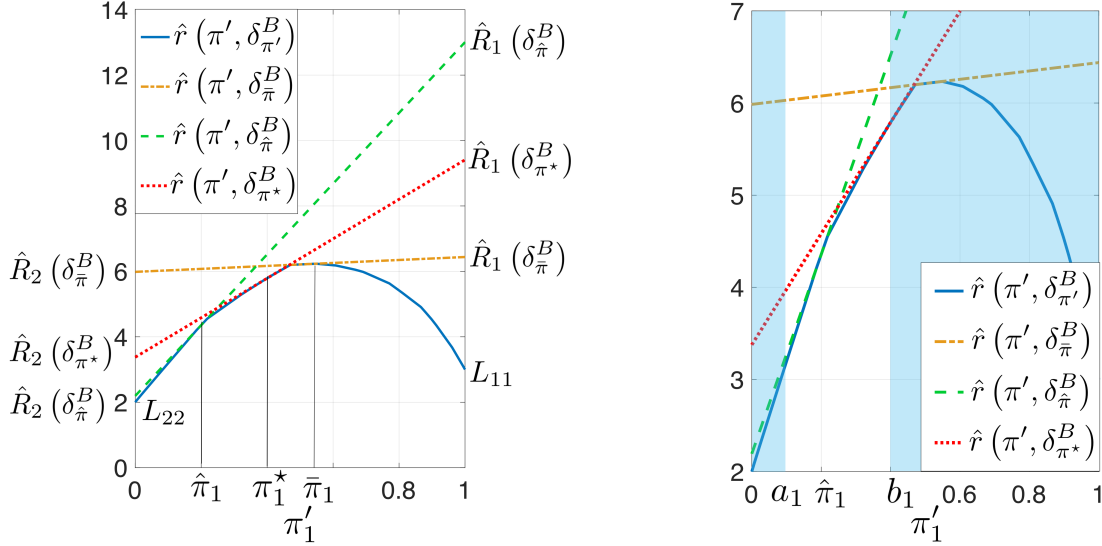 14
12
10
8
6
4
2
0
r̂ (π′, δ^B_{π′})
r̂ (π′, δ^B_{π̄})
r̂ (π′, δ^B_{π̂})
r̂ (π′, δ^B_{π⋆})
R̂₁ (δ^B_{π̂})
R̂₁ (δ^B_{π⋆})
R̂₁ (δ^B_{π̄})
R̂₂ (δ^B_{π̄})
R̂₂ (δ^B_{π⋆})
R̂₂ (δ^B_{π̂})
L₂₂
L₁₁
0 π̂₁ π₁⋆ π̄₁ 0.8 1
π′₁
7
6
5
4
3
2
r̂ (π′, δ^B_{π′})
r̂ (π′, δ^B_{π̄})
r̂ (π′, δ^B_{π̂})
r̂ (π′, δ^B_{π⋆})
0 a₁ π̂₁ b₁ 0.6 0.8 1
π′₁